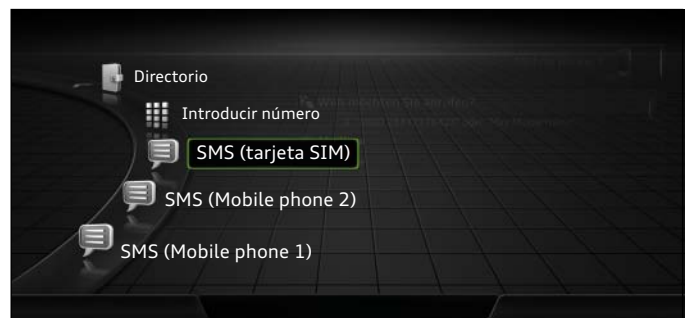 Directorio
Introducir número
SMS (tarjeta SIM)
SMS (Mobile phone 2)
SMS (Mobile phone 1)